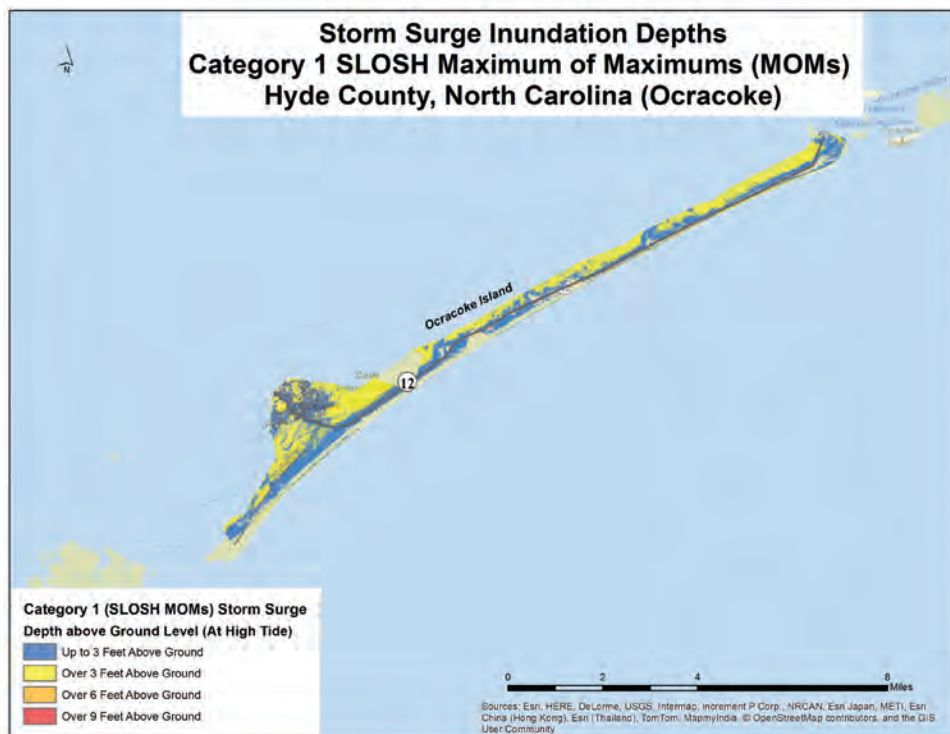 Storm Surge Inundation Depths
Category 1 SLOSH Maximum of Maximums (MOMs)
Hyde County, North Carolina (Ocracoke)
N
Ocracoke Island
12
Category 1 (SLOSH MOMs) Storm Surge
Depth above Ground Level (At High Tide)
Up to 3 Feet Above Ground
Over 3 Feet Above Ground
Over 6 Feet Above Ground
Over 9 Feet Above Ground
0 2 4 6 8
Miles
Sources: Esri, HERE, DeLorme, USGS, Intermap, increment P Corp., NRCAN, Esri Japan, METI, Esri
China (Hong Kong), Esri (Thailand), TomTom, MapmyIndia, © OpenStreetMap contributors, and the GIS
User Community